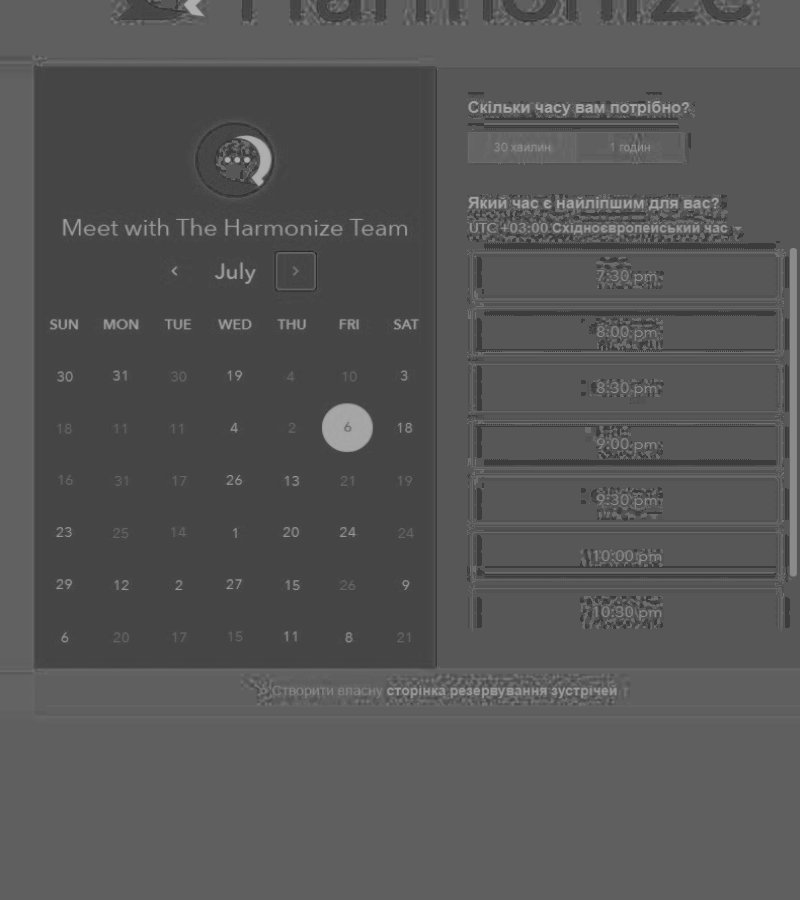 Harmonize
Meet with The Harmonize Team
July
SUN MON TUE WED THU FRI SAT
30 31 30 19 4 10 3
18 11 11 4 2 6 18
16 31 17 26 13 21 19
23 25 14 1 20 24 24
29 12 2 27 15 26 9
6 20 17 15 11 8 21
Скільки часу вам потрібно?
30 хвилин 1 годин
Який час є найліпшим для вас?
UTC +03:00 Східноєвропейський час
7:30 pm
8:00 pm
8:30 pm
9:00 pm
9:30 pm
10:00 pm
10:30 pm
Створити власну сторінка резервування зустрічей